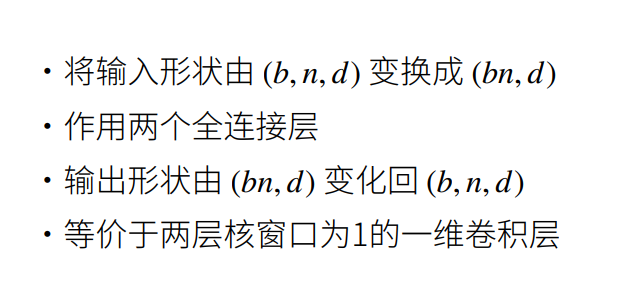 • 将输入形状由 (b, n, d) 变换成 (bn, d)
• 作用两个全连接层
• 输出形状由 (bn, d) 变化回 (b, n, d)
• 等价于两层核窗口为1的一维卷积层